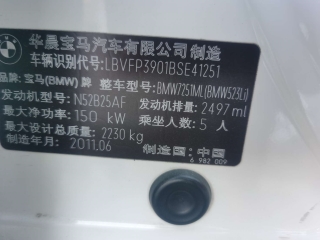 华晨宝马汽车有限公司制造
车辆识别代号: LBVFP3901BSE41251
品牌: 宝马(BMW)牌 整车型号: BMW7251ML(BMW523Li)
发动机型号: N52B25AF 发动机排量: 2497 ml
最大净功率: 150 kW 乘坐人数: 5 人
最大设计总质量: 2230 kg
制造年月: 2011.06 制造国: 中国
6 982 009